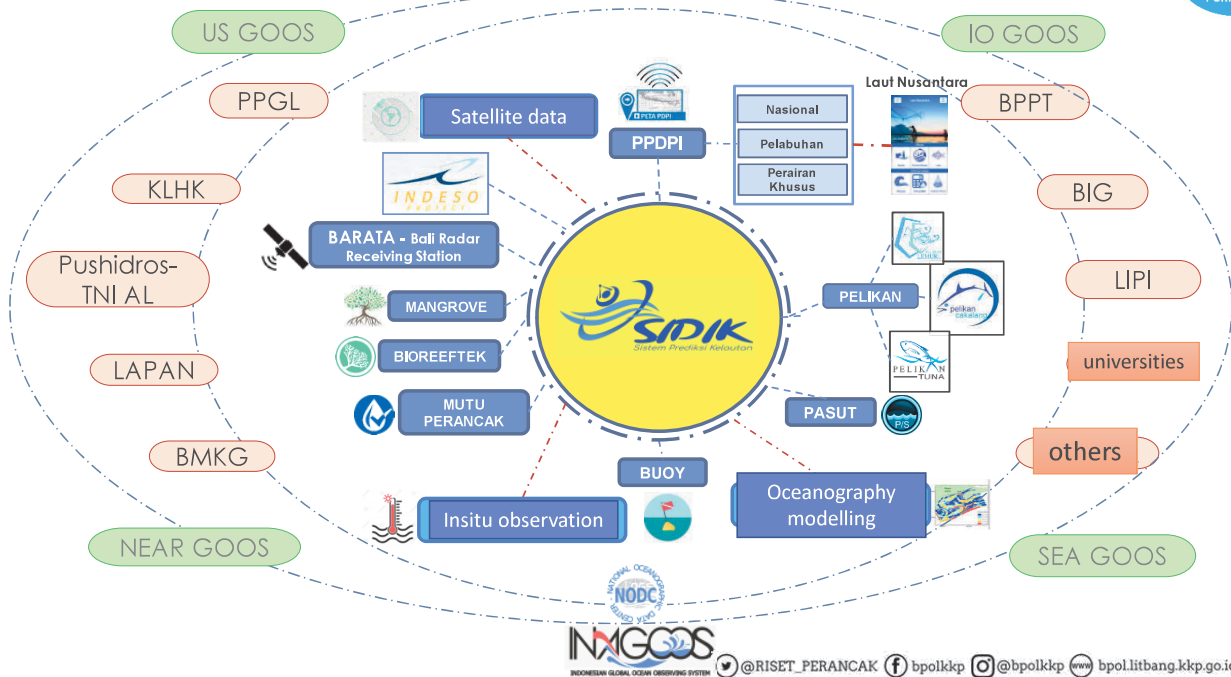 US GOOS
IO GOOS
PPGL
BPPT
KLHK
BIG
Pushidros-
TNI AL
LIPI
LAPAN
universities
BMKG
others
NEAR GOOS
SEA GOOS
Satellite data
PETA PDPI
PPDPI
Nasional
Pelabuhan
Perairan
Khusus
Laut Nusantara
INDESO
PROJECT
BARATA - Bali Radar
Receiving Station
MANGROVE
BIOREEFTEK
MUTU
PERANCAK
SIDIK
Sistem Prediksi Kelautan
PELIKAN
pelikan
cakalang
PELIKAN
TUNA
PASUT
P/S
BUOY
Insitu observation
Oceanography
modelling
NATIONAL OCEANOGRAPHIC DATA CENTER
NODC
INAGOOS
INDONESIAN GLOBAL OCEAN OBSERVING SYSTEM
@RISET_PERANCAK bpolkkp @bpolkkp www bpol.litbang.kkp.go.id